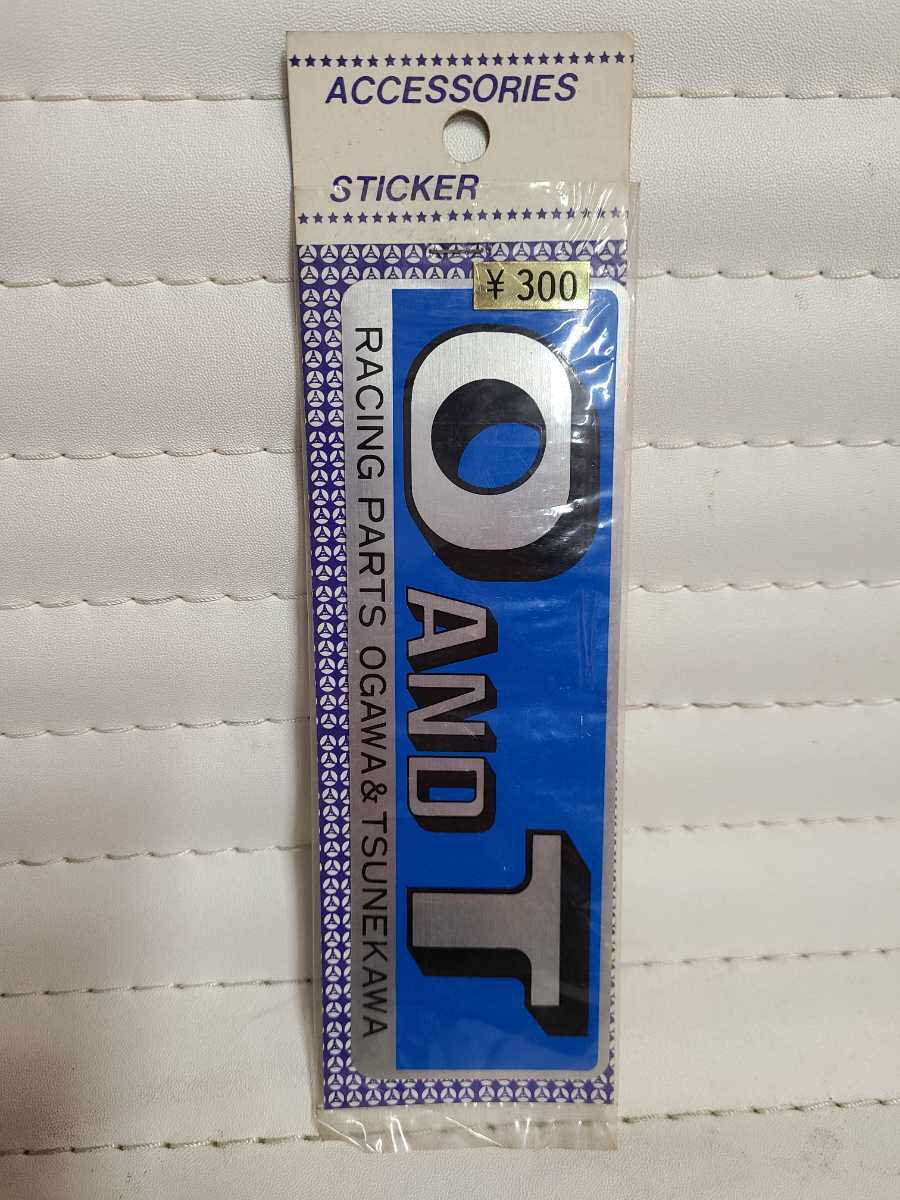 ACCESSORIES
STICKER
¥ 300
O AND T
RACING PARTS OGAWA & TSUNEKAWA